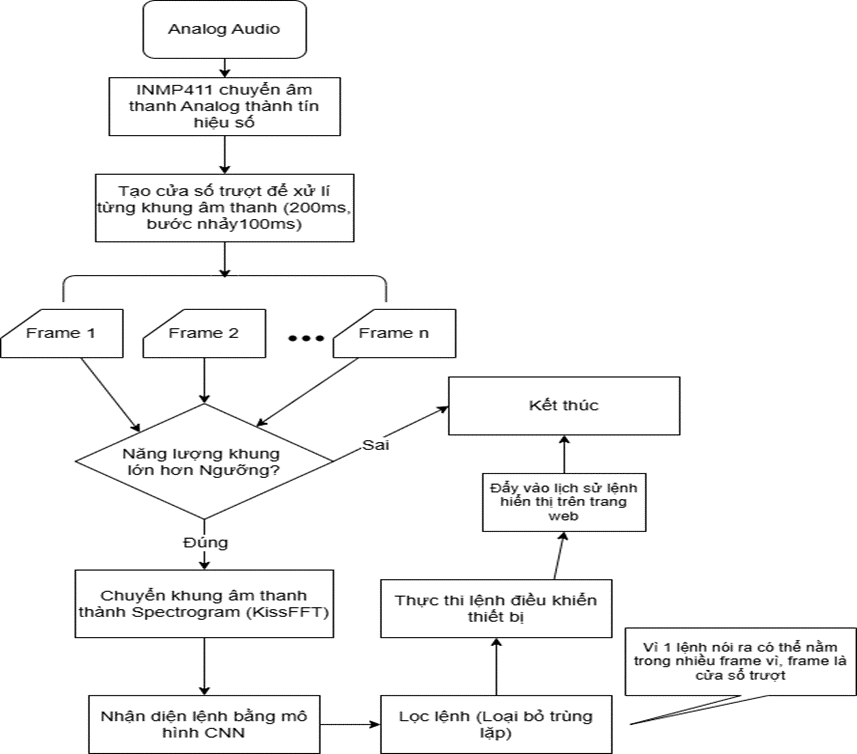 Analog Audio
INMP411 chuyển âm
thanh Analog thành tín
hiệu số
Tạo cửa sổ trượt để xử lí
từng khung âm thanh (200ms,
bước nhảy100ms)
Frame 1
Frame 2
Frame n
Kết thúc
Năng lượng khung
lớn hơn Ngưỡng?
Sai
Đẩy vào lịch sử lệnh
hiển thị trên trang
web
Đúng
Chuyển khung âm thanh
thành Spectrogram (KissFFT)
Thực thi lệnh điều khiển
thiết bị
Vì 1 lệnh nói ra có thể nằm
trong nhiều frame vì, frame là
cửa sổ trượt
Nhận diện lệnh bằng mô
hình CNN
Lọc lệnh (Loại bỏ trùng
lặp)